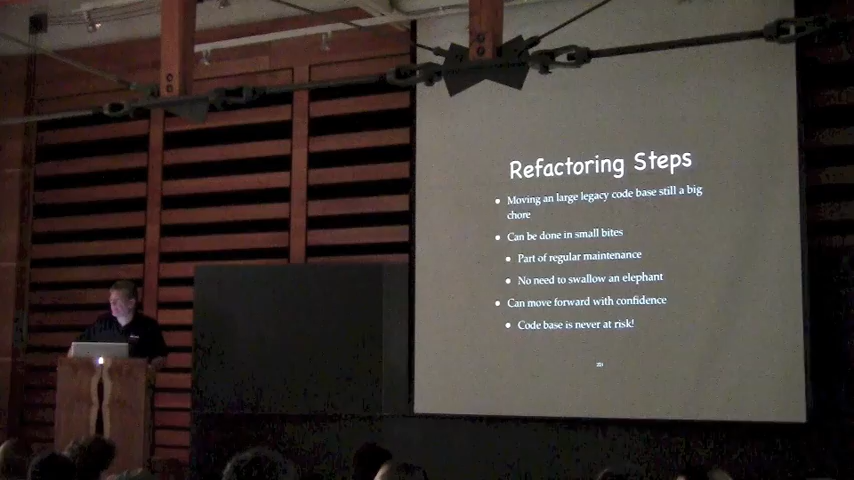 Refactoring Steps
Moving an large legacy code base still a big
chore
Can be done in small bites
Part of regular maintenance
No need to swallow an elephant
Can move forward with confidence
Code base is never at risk!